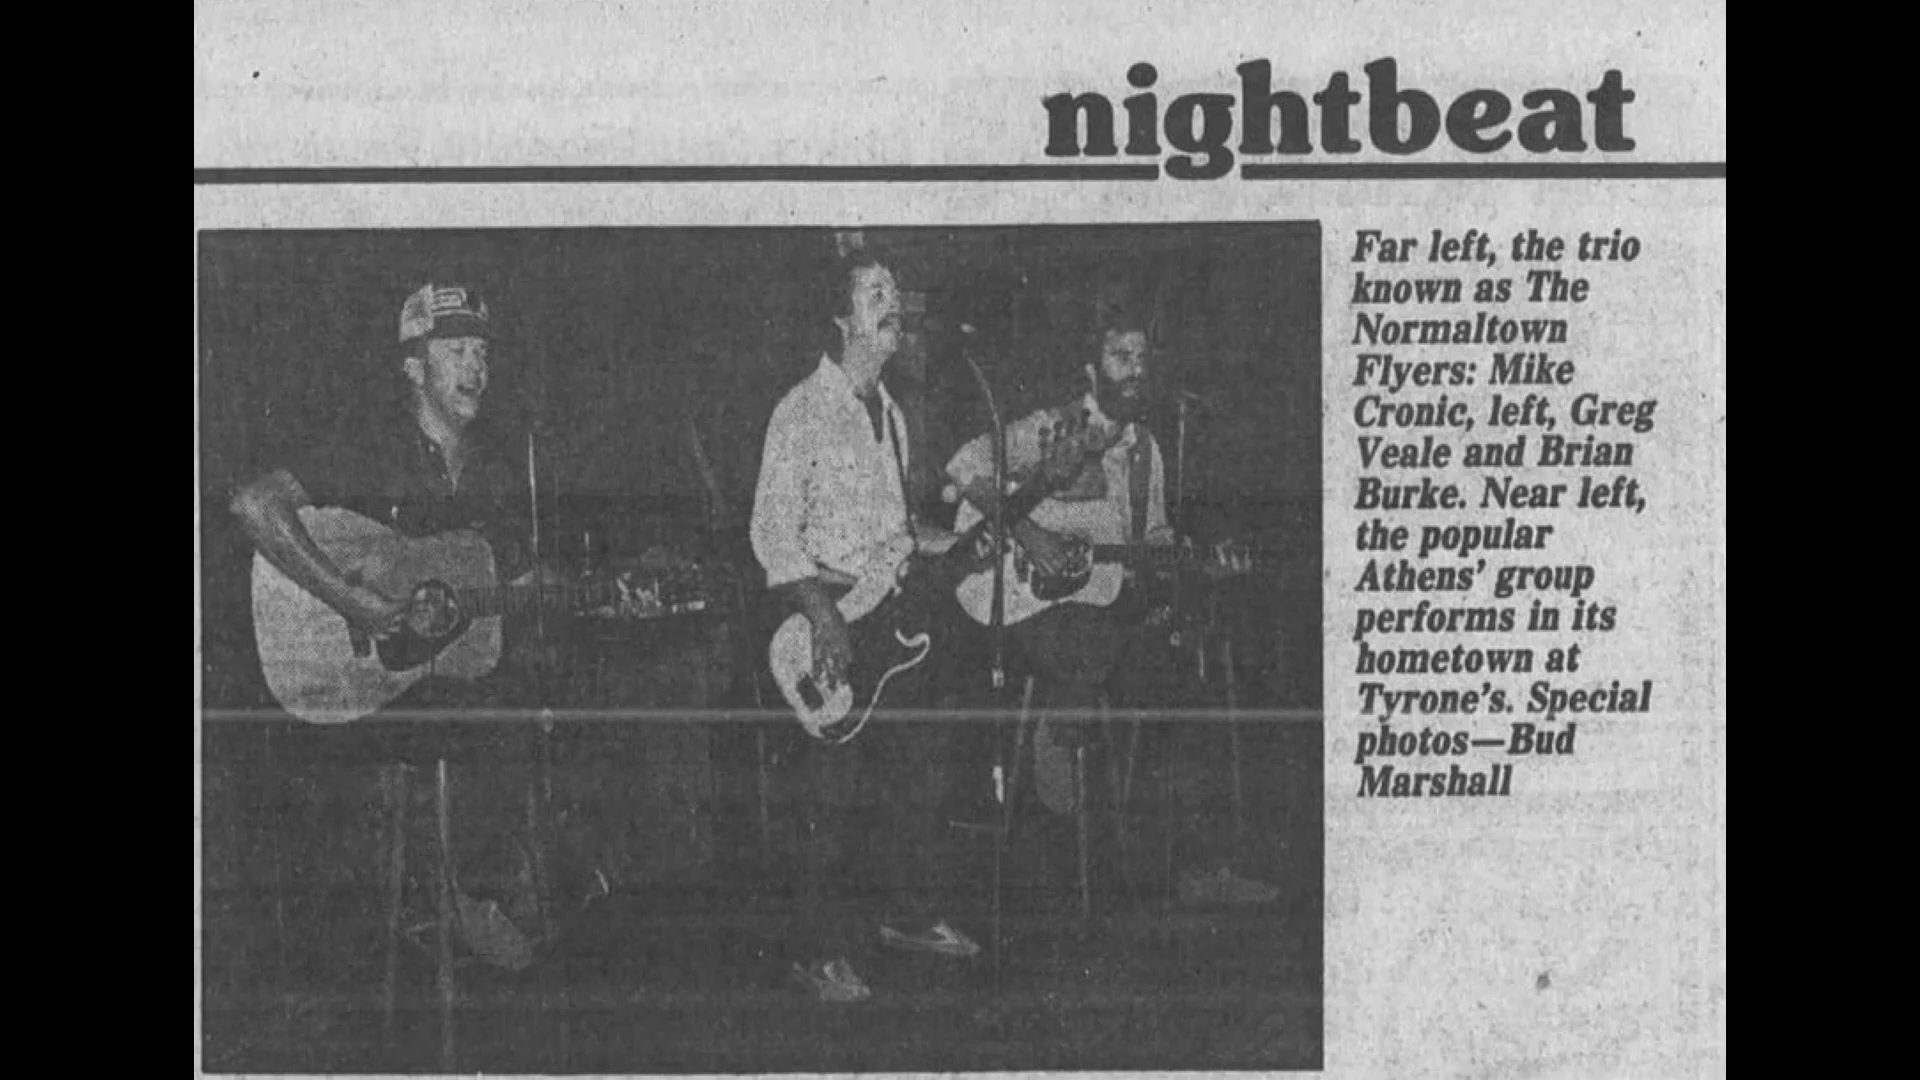 nightbeat
Far left, the trio
known as The
Normaltown
Flyers: Mike
Cronic, left, Greg
Veale and Brian
Burke. Near left,
the popular
Athens' group
performs in its
hometown at
Tyrone's. Special
photos—Bud
Marshall